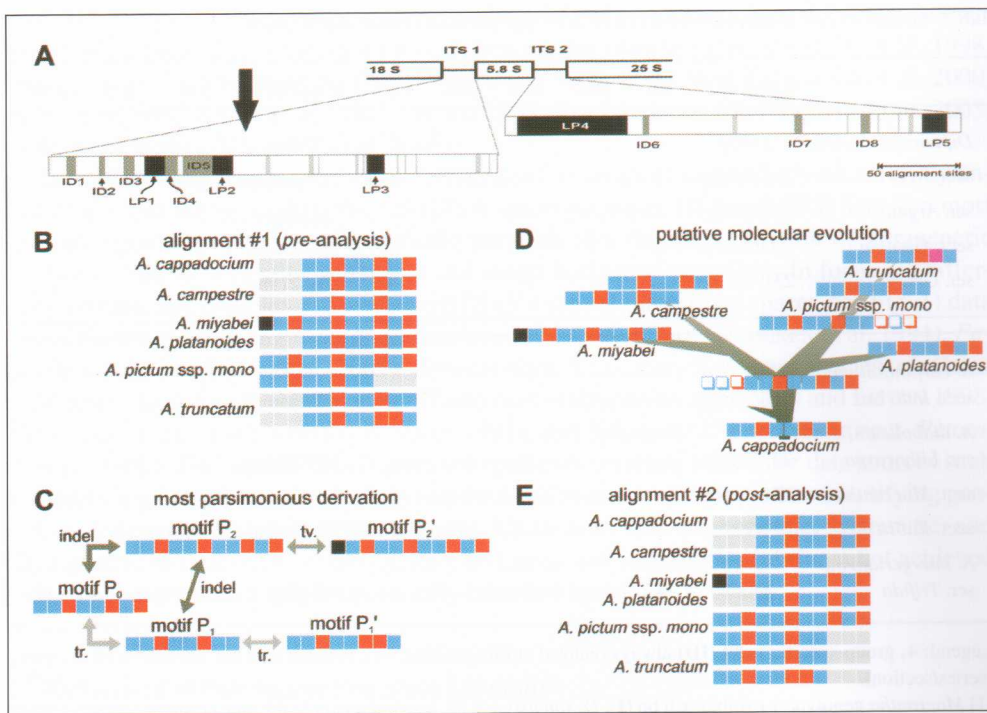 A
ITS 1
ITS 2
18 S
5.8 S
25 S
LP4
ID6
ID7
ID8
LP5
50 alignment sites
ID1
ID2
ID3
LP1
ID4
ID5
LP2
LP3
B
alignment #1 (pre-analysis)
A. cappadocium
A. campestre
A. miyabei
A. platanoides
A. pictum ssp. mono
A. truncatum
C
most parsimonious derivation
indel
motif P2
tv.
motif P2'
motif P0
indel
tr.
motif P1
tr.
motif P1'
D
putative molecular evolution
A. truncatum
A. campestre
A. pictum ssp. mono
A. miyabei
A. platanoides
A. cappadocium
E
alignment #2 (post-analysis)
A. cappadocium
A. campestre
A. miyabei
A. platanoides
A. pictum ssp. mono
A. truncatum